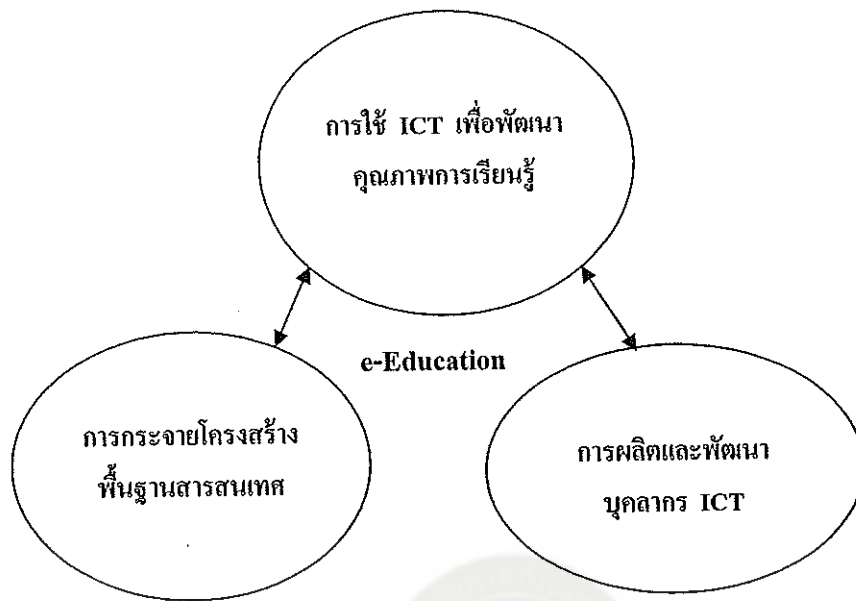 การใช้ ICT เพื่อพัฒนา
คุณภาพการเรียนรู้
e-Education
การกระจายโครงสร้าง
พื้นฐานสารสนเทศ
การผลิตและพัฒนา
บุคลากร ICT